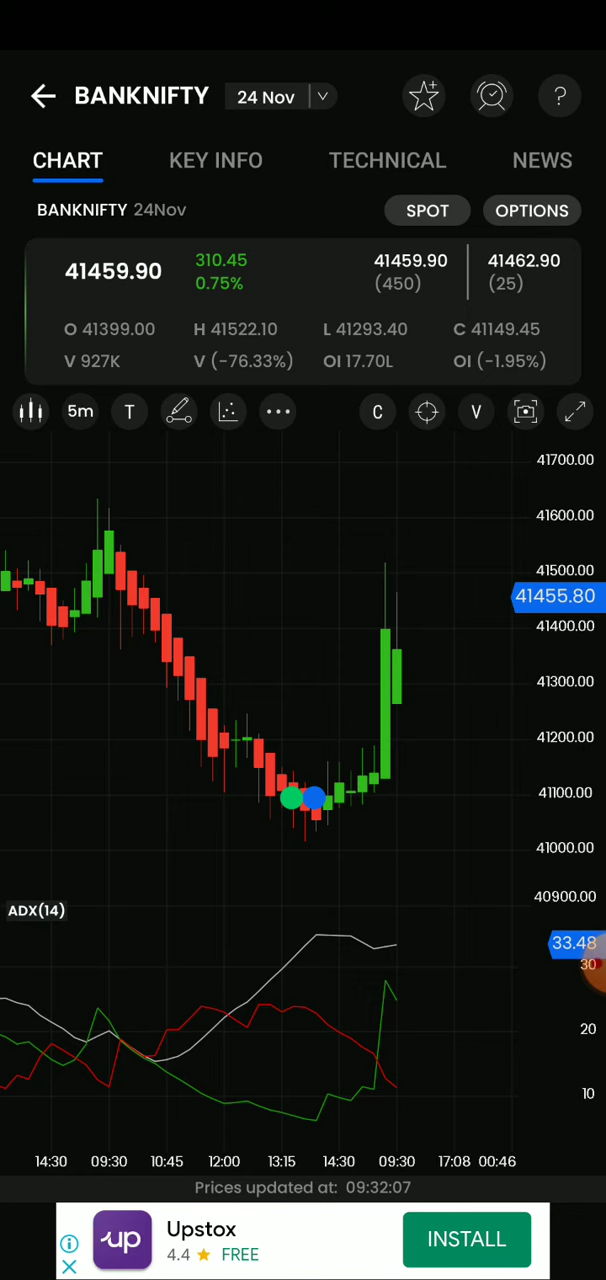 BANKNIFTY 24 Nov ?
CHART KEY INFO TECHNICAL NEWS
BANKNIFTY 24Nov SPOT OPTIONS
41459.90 310.45 0.75% 41459.90 (450) 41462.90 (25)
O 41399.00 H 41522.10 L 41293.40 C 41149.45
V 927K V (-76.33%) OI 17.70L OI (-1.95%)
5m T C V
41700.00
41600.00
41500.00
41455.80
41400.00
41300.00
41200.00
41100.00
41000.00
40900.00
ADX(14)
33.48
30
20
10
14:30 09:30 10:45 12:00 13:15 14:30 09:30 17:08 00:46
Prices updated at: 09:32:07
up Upstox
4.4 FREE
INSTALL